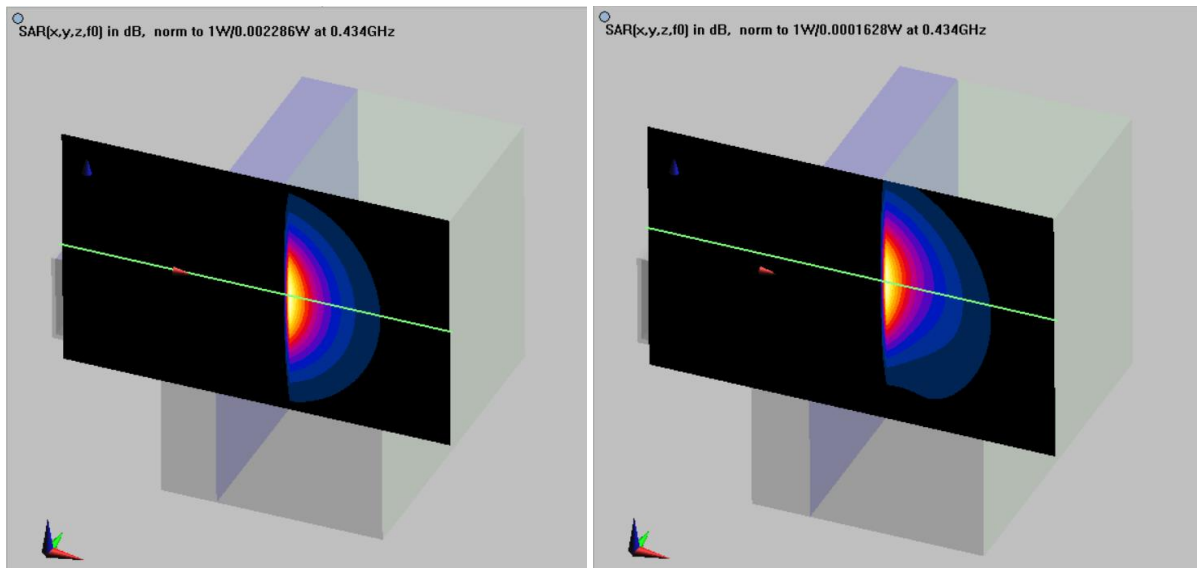 SAR(x,y,z,f0) in dB, norm to 1W/0.002286W at 0.434GHz
SAR(x,y,z,f0) in dB, norm to 1W/0.0001628W at 0.434GHz